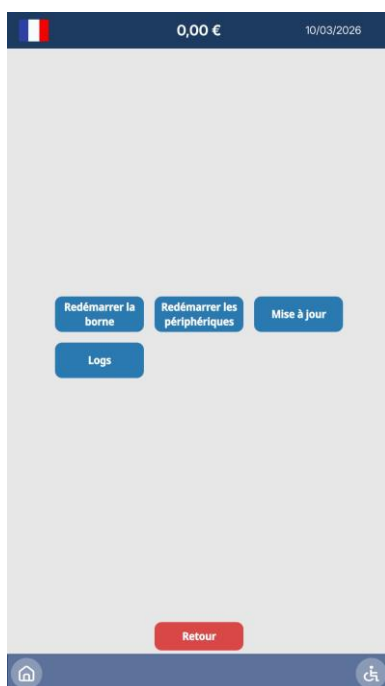 0,00 €
10/03/2026
Redémarrer la
borne
Redémarrer les
périphériques
Mise à jour
Logs
Retour